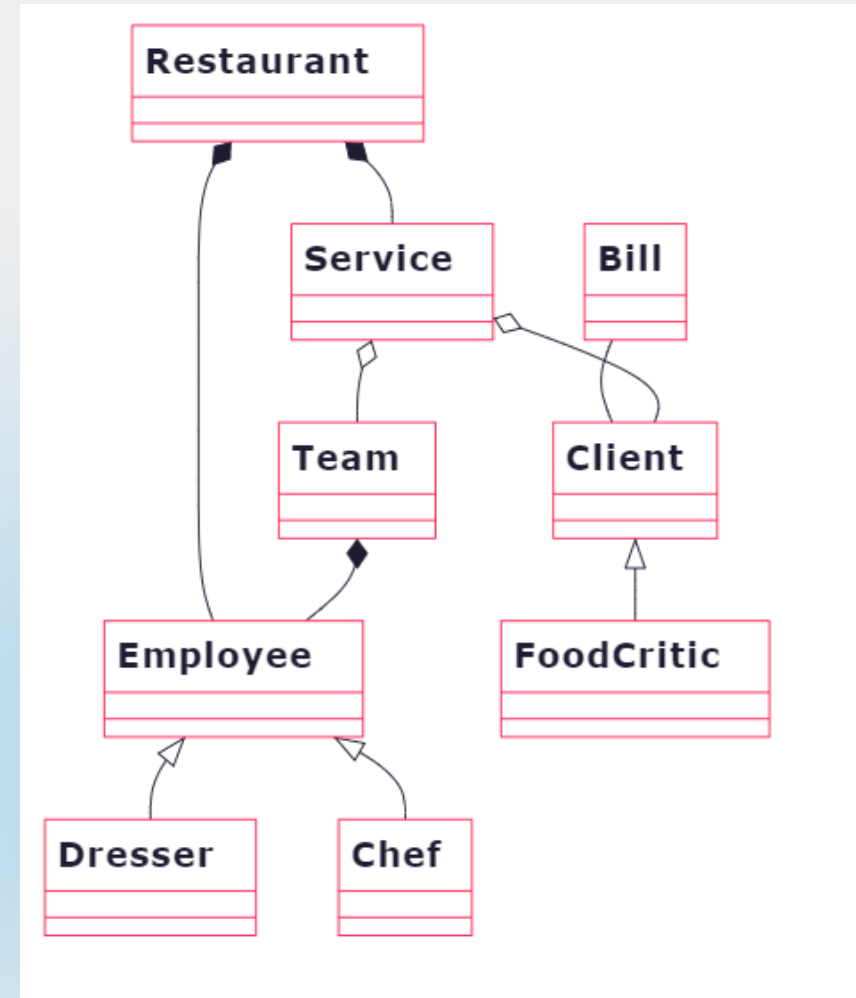 Restaurant
Service
Bill
Team
Client
Employee
FoodCritic
Dresser
Chef